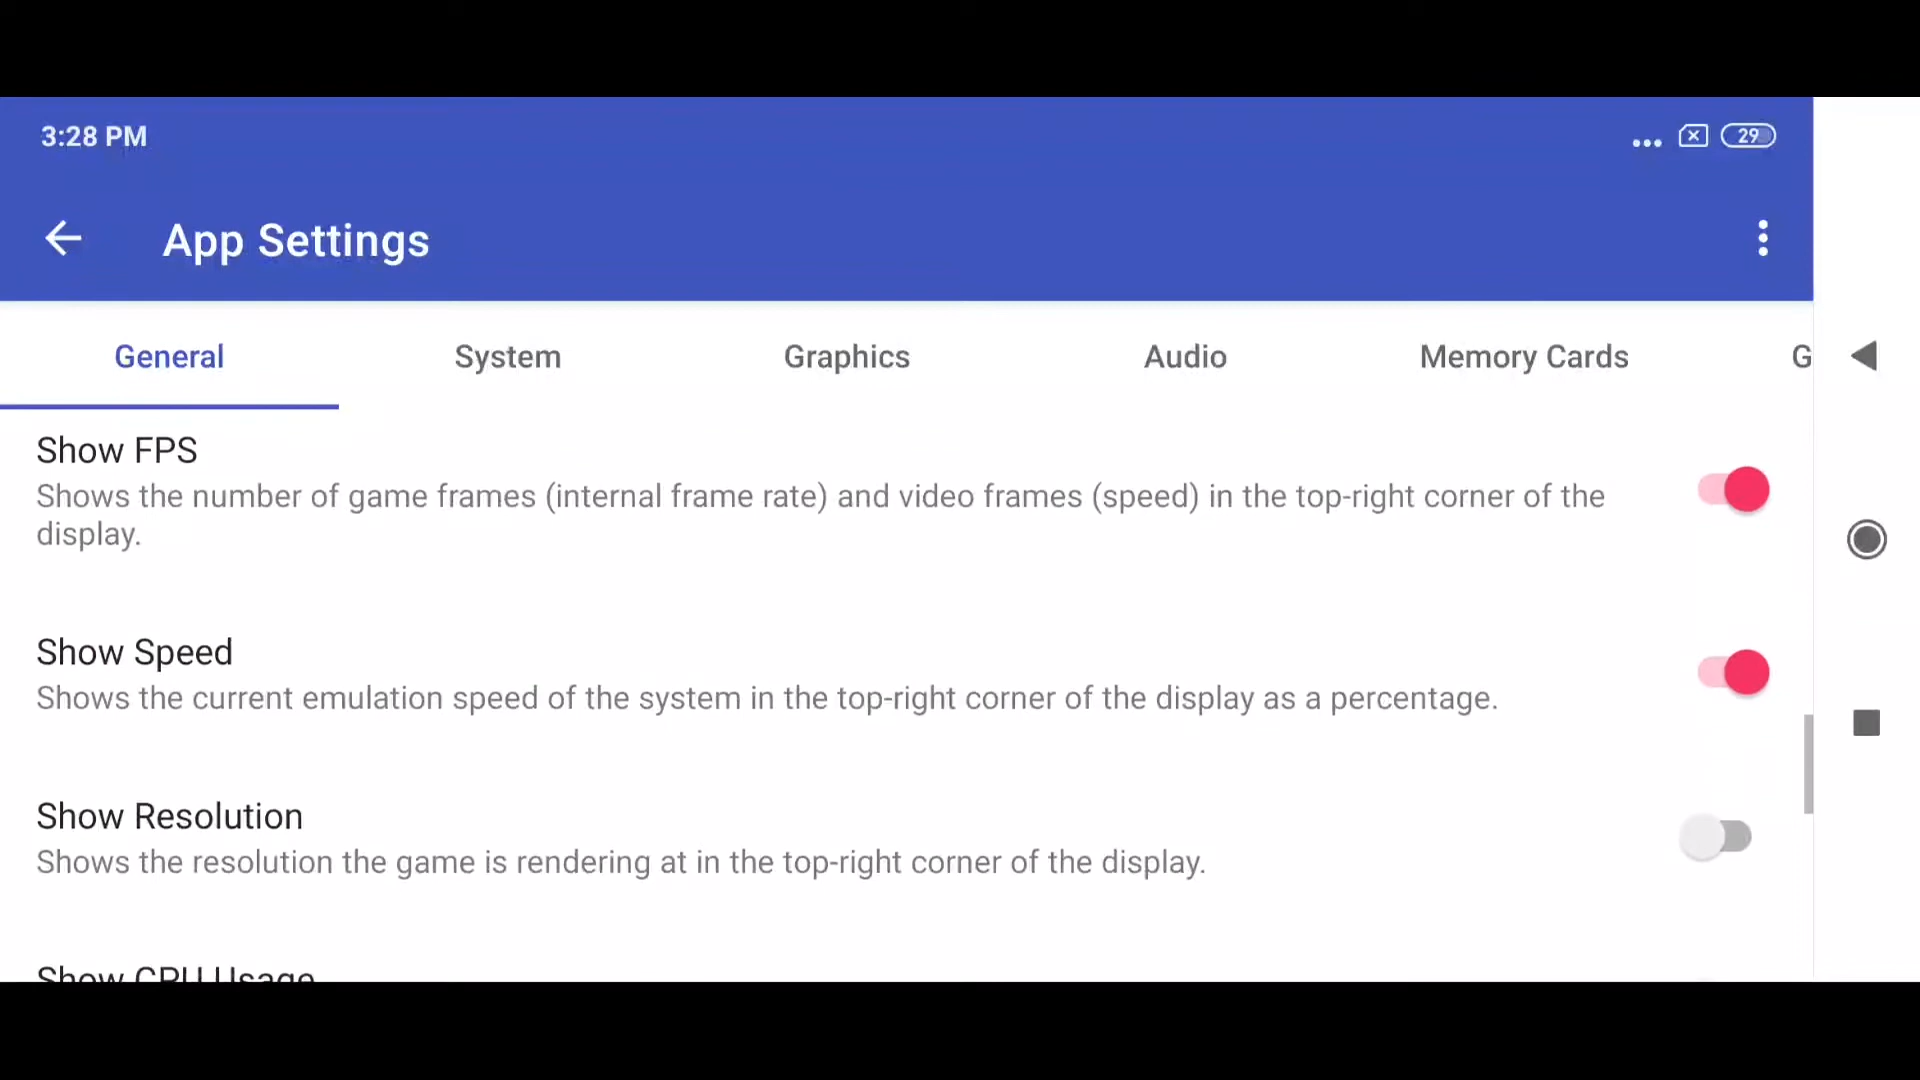 3:28 PM
29
App Settings
General System Graphics Audio Memory Cards G
Show FPS
Shows the number of game frames (internal frame rate) and video frames (speed) in the top-right corner of the
display.
Show Speed
Shows the current emulation speed of the system in the top-right corner of the display as a percentage.
Show Resolution
Shows the resolution the game is rendering at in the top-right corner of the display.
Show CPU Usage